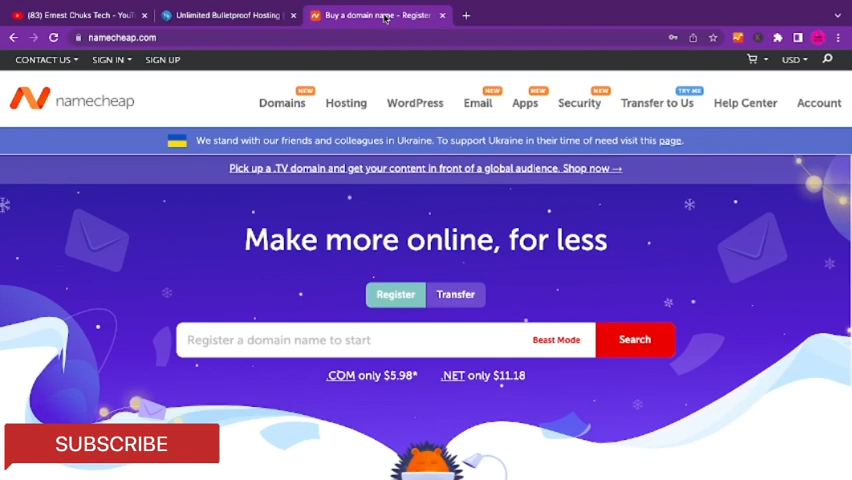 (83) Ernest Chuks Tech - YouT
Unlimited Bulletproof Hosting |
Buy a domain name - Register
namecheap.com
CONTACT US SIGN IN SIGN UP USD
namecheap
NEW NEW NEW NEW TRY ME
Domains Hosting WordPress Email Apps Security Transfer to Us Help Center Account
We stand with our friends and colleagues in Ukraine. To support Ukraine in their time of need visit this page.
Pick up a .TV domain and get your content in front of a global audience. Shop now →
Make more online, for less
Register Transfer
Register a domain name to start Beast Mode Search
.COM only $5.98* .NET only $11.18
SUBSCRIBE